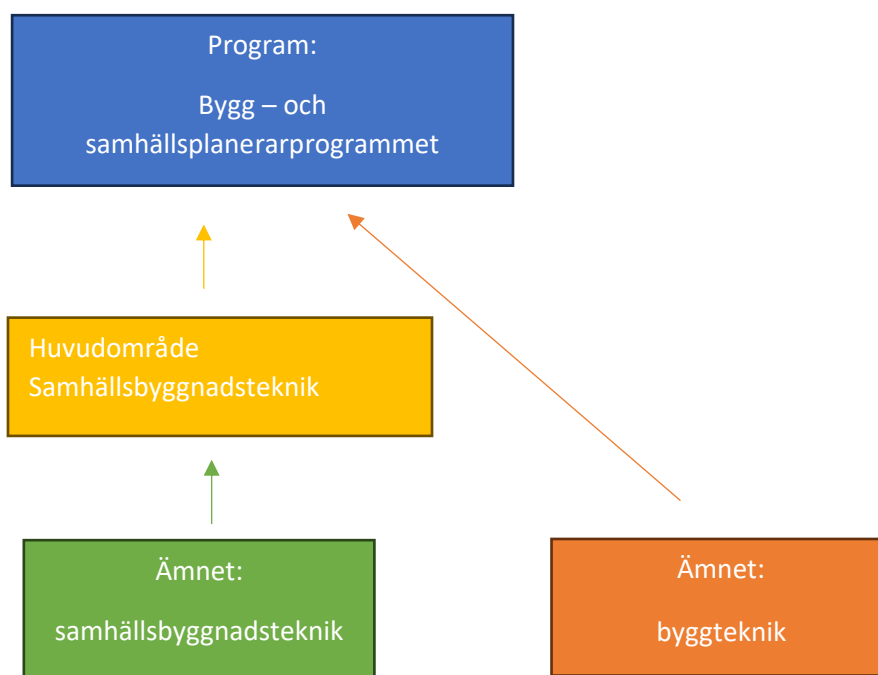 Program:
Bygg – och
samhällsplanerarprogrammet
Huvudområde
Samhällsbyggnadsteknik
Ämnet:
samhällsbyggnadsteknik
Ämnet:
byggteknik